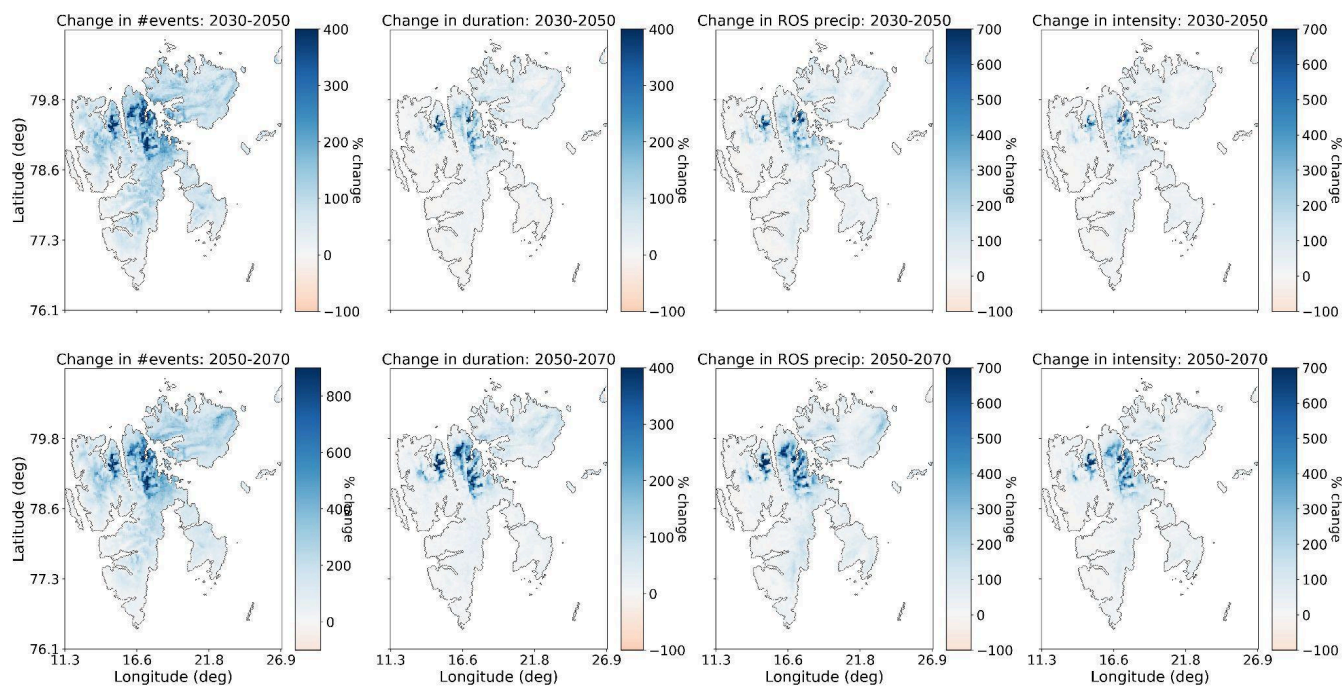 Change in #events: 2030-2050
400
300
200
100
0
−100
% change
79.8
78.6
77.3
76.1
Latitude (deg)
Change in duration: 2030-2050
400
300
200
100
0
−100
% change
Change in ROS precip: 2030-2050
700
600
500
400
300
200
100
0
−100
% change
Change in intensity: 2030-2050
700
600
500
400
300
200
100
0
−100
% change
Change in #events: 2050-2070
800
600
400
200
0
% change
79.8
78.6
77.3
76.1
Latitude (deg)
11.3 16.6 21.8 26.9
Longitude (deg)
Change in duration: 2050-2070
400
300
200
100
0
−100
% change
11.3 16.6 21.8 26.9
Longitude (deg)
Change in ROS precip: 2050-2070
700
600
500
400
300
200
100
0
−100
% change
11.3 16.6 21.8 26.9
Longitude (deg)
Change in intensity: 2050-2070
700
600
500
400
300
200
100
0
−100
% change
11.3 16.6 21.8 26.9
Longitude (deg)